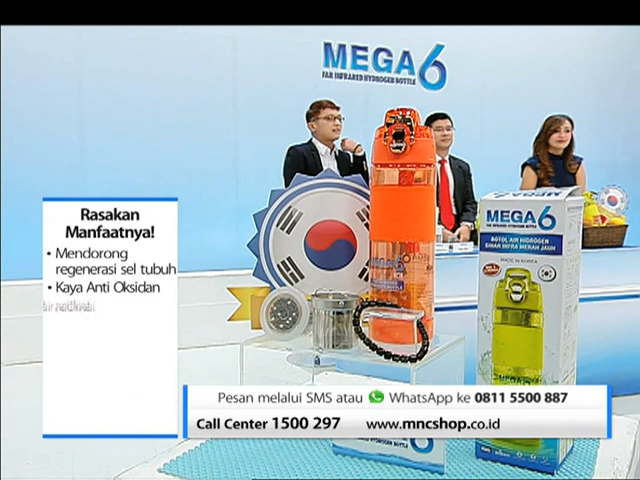 MEGA6
FAR INFRARED HYDROGEN BOTTLE
Rasakan
Manfaatnya!
• Mendorong
regenerasi sel tubuh
• Kaya Anti Oksidan
MEGA6
BOTOL AIR HIDROGEN
SINAR INFRA MERAH JAUH
MADE IN KOREA
MEGA
Pesan melalui SMS atau WhatsApp ke 0811 5500 887
Call Center 1500 297 www.mncshop.co.id